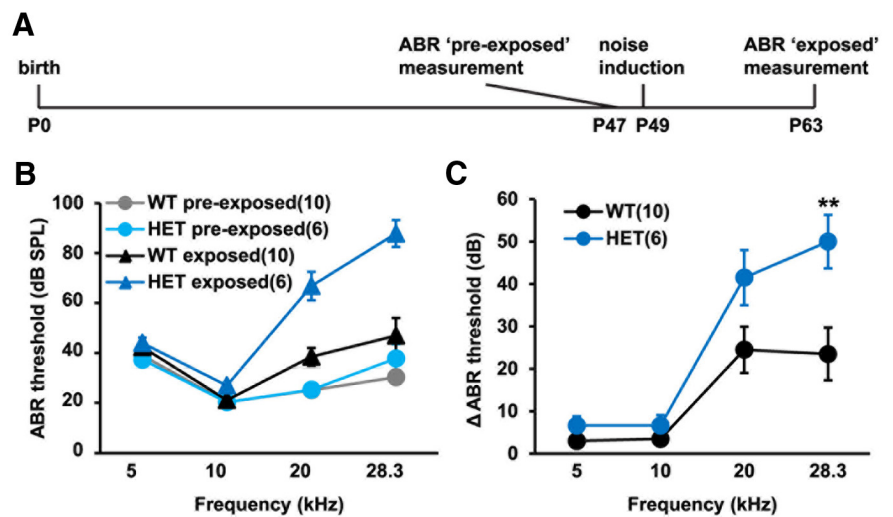 A
birth
ABR 'pre-exposed'
measurement
noise
induction
ABR 'exposed'
measurement
P0
P47
P49
P63
B
WT pre-exposed(10)
HET pre-exposed(6)
WT exposed(10)
HET exposed(6)
ABR threshold (dB SPL)
100
80
60
40
20
0
5
10
20
28.3
Frequency (kHz)
C
WT(10)
HET(6)
**
Δ ABR threshold (dB)
60
50
40
30
20
10
0
5
10
20
28.3
Frequency (kHz)